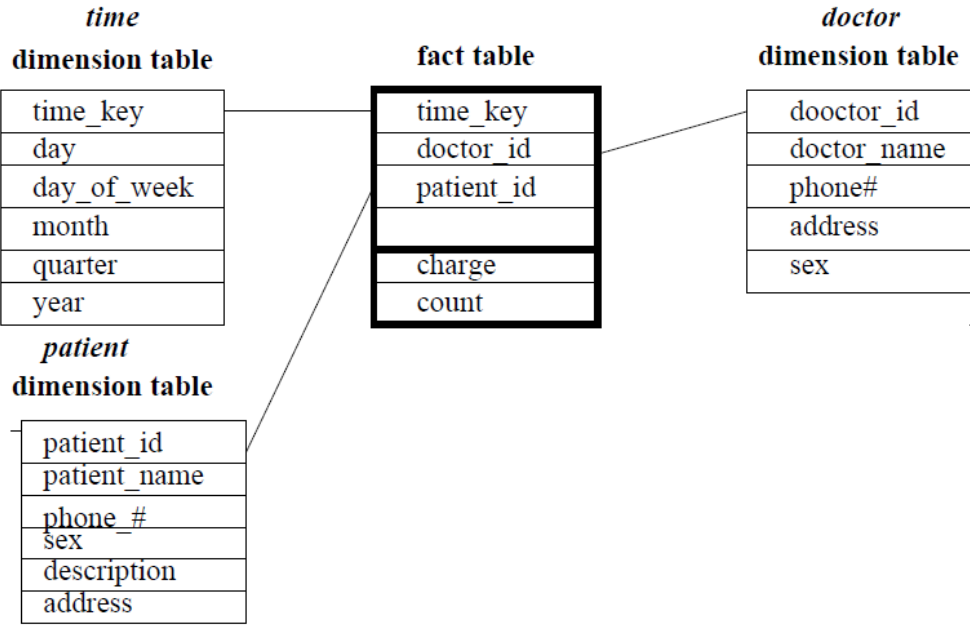 time
dimension table
time_key
day
day_of_week
month
quarter
year
fact table
time_key
doctor_id
patient_id
charge
count
doctor
dimension table
dooctor_id
doctor_name
phone#
address
sex
patient
dimension table
patient_id
patient_name
phone_#
sex
description
address